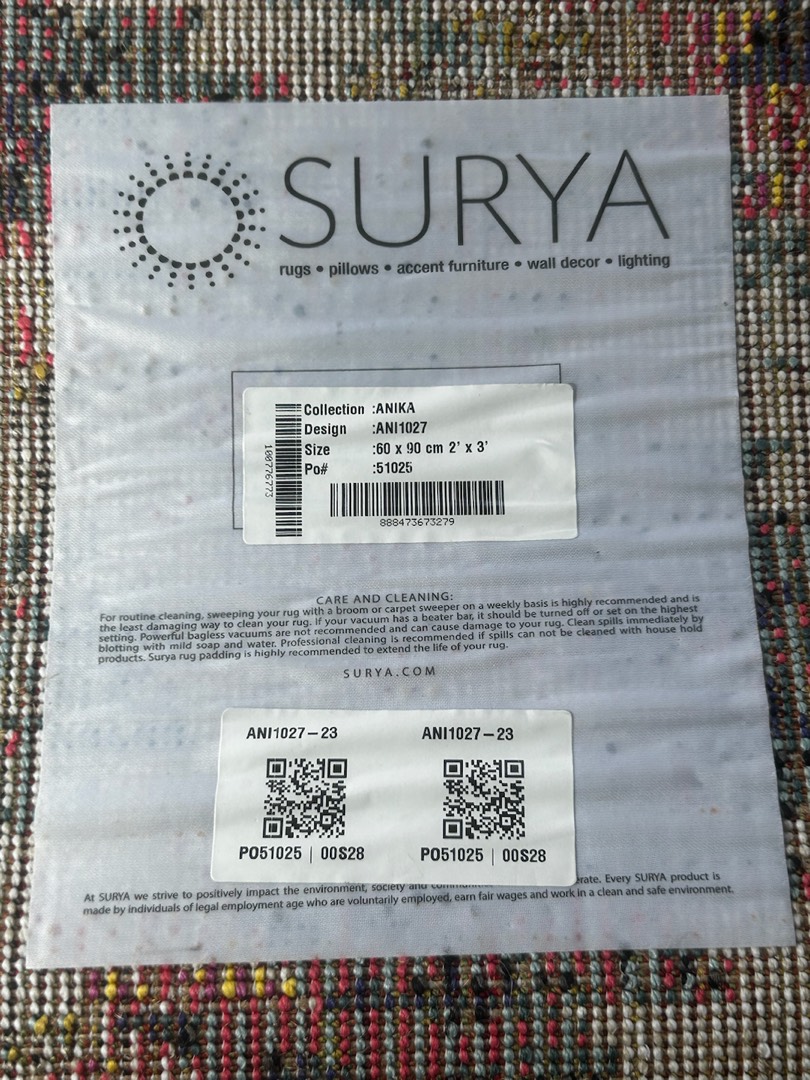 SURYA
rugs • pillows • accent furniture • wall decor • lighting
Collection :ANIKA
Design :ANI1027
Size :60 x 90 cm 2' x 3'
Po# :51025
100776773
888473673279
CARE AND CLEANING:
For routine cleaning, sweeping your rug with a broom or carpet sweeper on a weekly basis is highly recommended and is
the least damaging way to clean your rug. If your vacuum has a beater bar, it should be turned off or set on the highest
setting. Powerful bagless vacuums are not recommended and can cause damage to your rug. Clean spills immediately by
blotting with mild soap and water. Professional cleaning is recommended if spills can not be cleaned with house hold
products. Surya rug padding is highly recommended to extend the life of your rug.
SURYA.COM
ANI1027-23 ANI1027-23
PO51025 | 00S28 PO51025 | 00S28
At SURYA we strive to positively impact the environment, society and Every SURYA product is
made by individuals of legal employment age who are voluntarily employed, earn fair wages and work in a clean and safe environment.